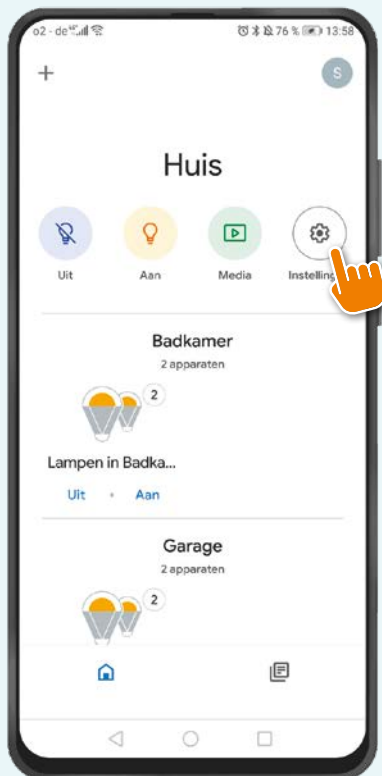 o2 - de 76 % 13:58
S
Huis
Uit Aan Media Instelling
Badkamer
2 apparaten
2
Lampen in Badka...
Uit • Aan
Garage
2 apparaten
2